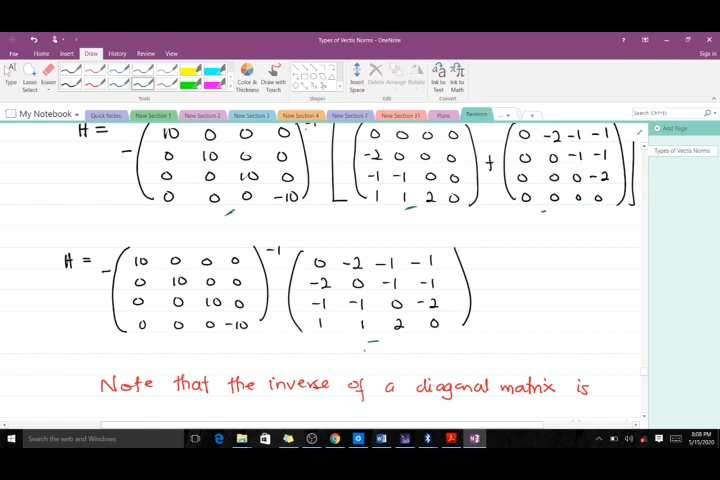 Types of Vectis Norms - OneNote
Sign in
File Home Insert Draw History Review View
Type Lasso Select Eraser Color & Thickness Draw with Touch Insert Space Delete Arrange Rotate Ink to Text Ink to Math
Tools Shapes Edit Convert
My Notebook Quick Notes New Section 1 New Section 2 New Section 3 New Section 4 New Section 7 New Section 31 Plane Revision ... + Search (Ctrl+E)
Add Page
Types of Vectis Norms
H = - ( 10 0 0 0 )-1 [ ( 0 0 0 0 ) + ( 0 -2 -1 -1 ) ]
0 10 0 0 -2 0 0 0 0 0 -1 -1
0 0 10 0 -1 -1 0 0 0 0 0 -2
0 0 0 -10 1 1 2 0 0 0 0 0
H = - ( 10 0 0 0 )-1 ( 0 -2 -1 -1 )
0 10 0 0 -2 0 -1 -1
0 0 10 0 -1 -1 0 -2
0 0 0 -10 1 1 2 0
Note that the inverse of a diagonal matrix is
Search the web and Windows
8:08 PM
5/15/2020